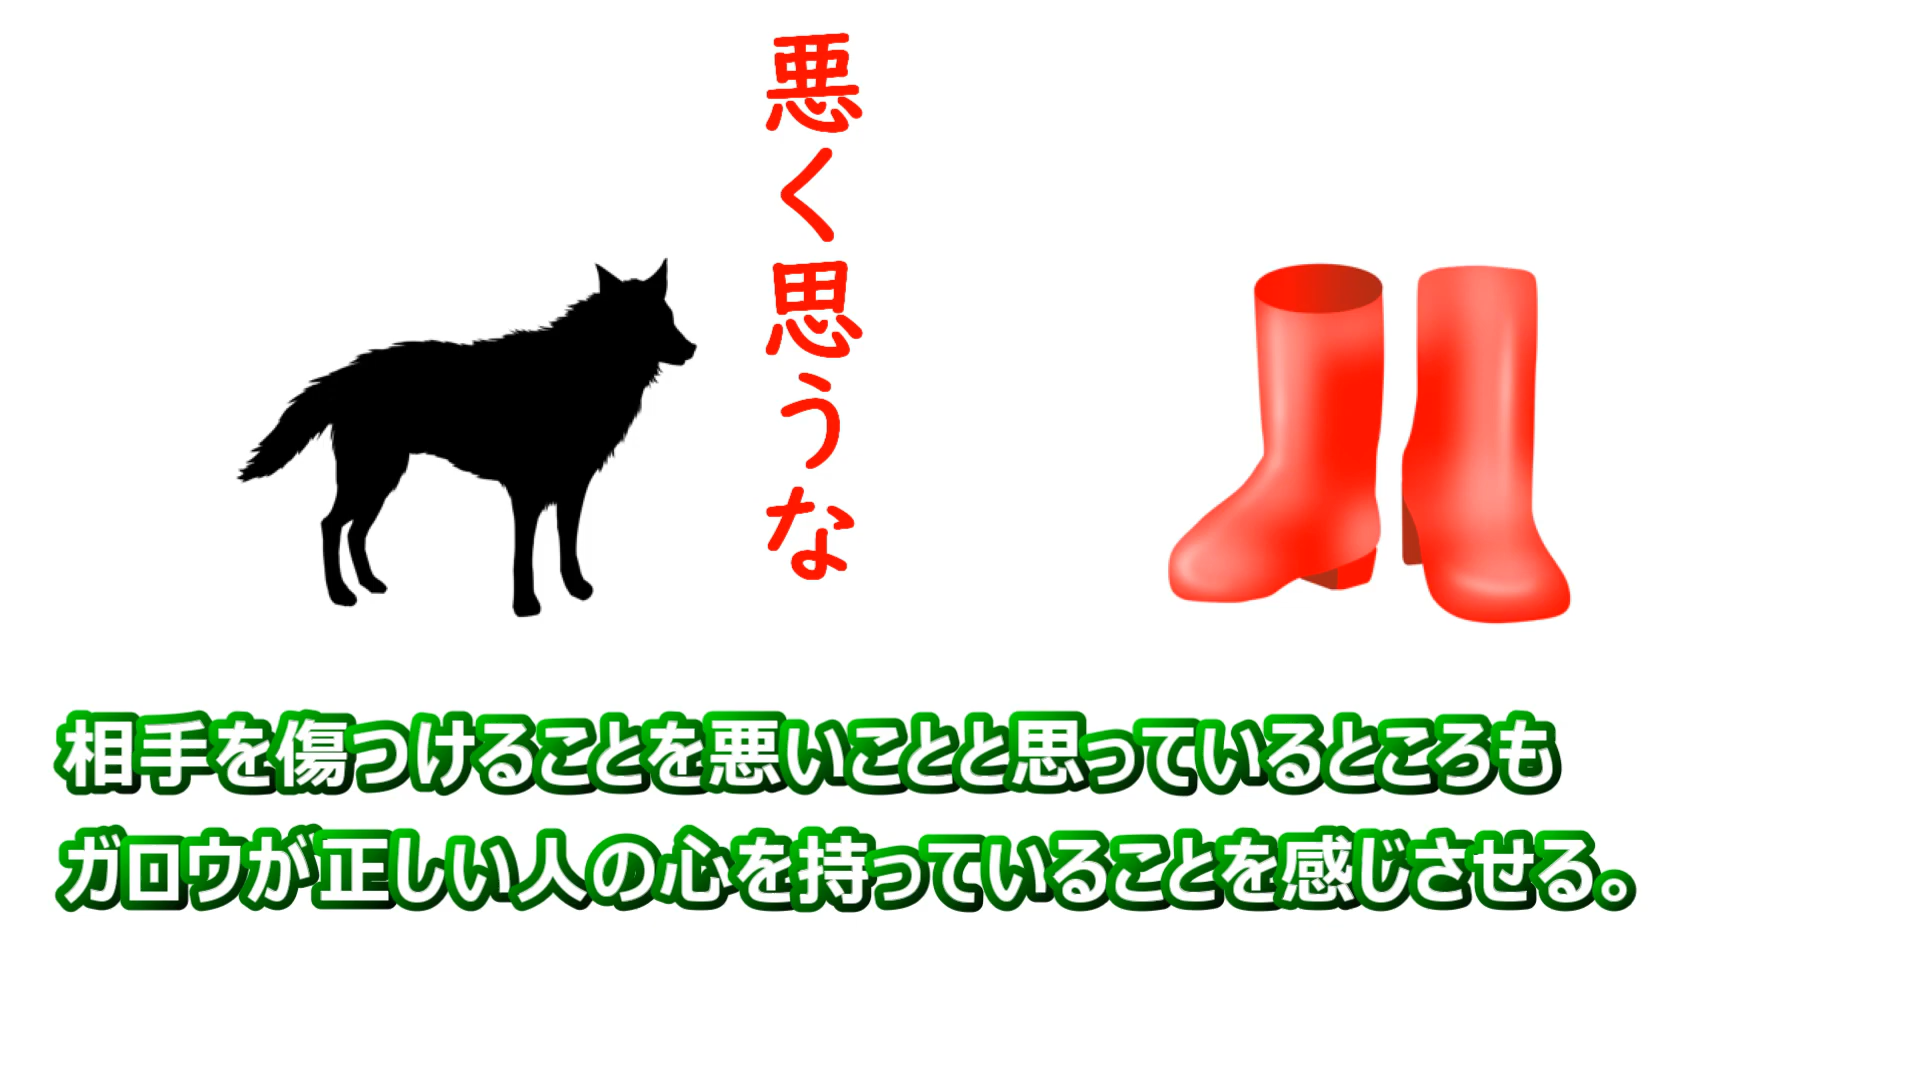 悪く思うな
相手を傷つけることを悪いことと思っているところも
ガロウが正しい人の心を持っていることを感じさせる。